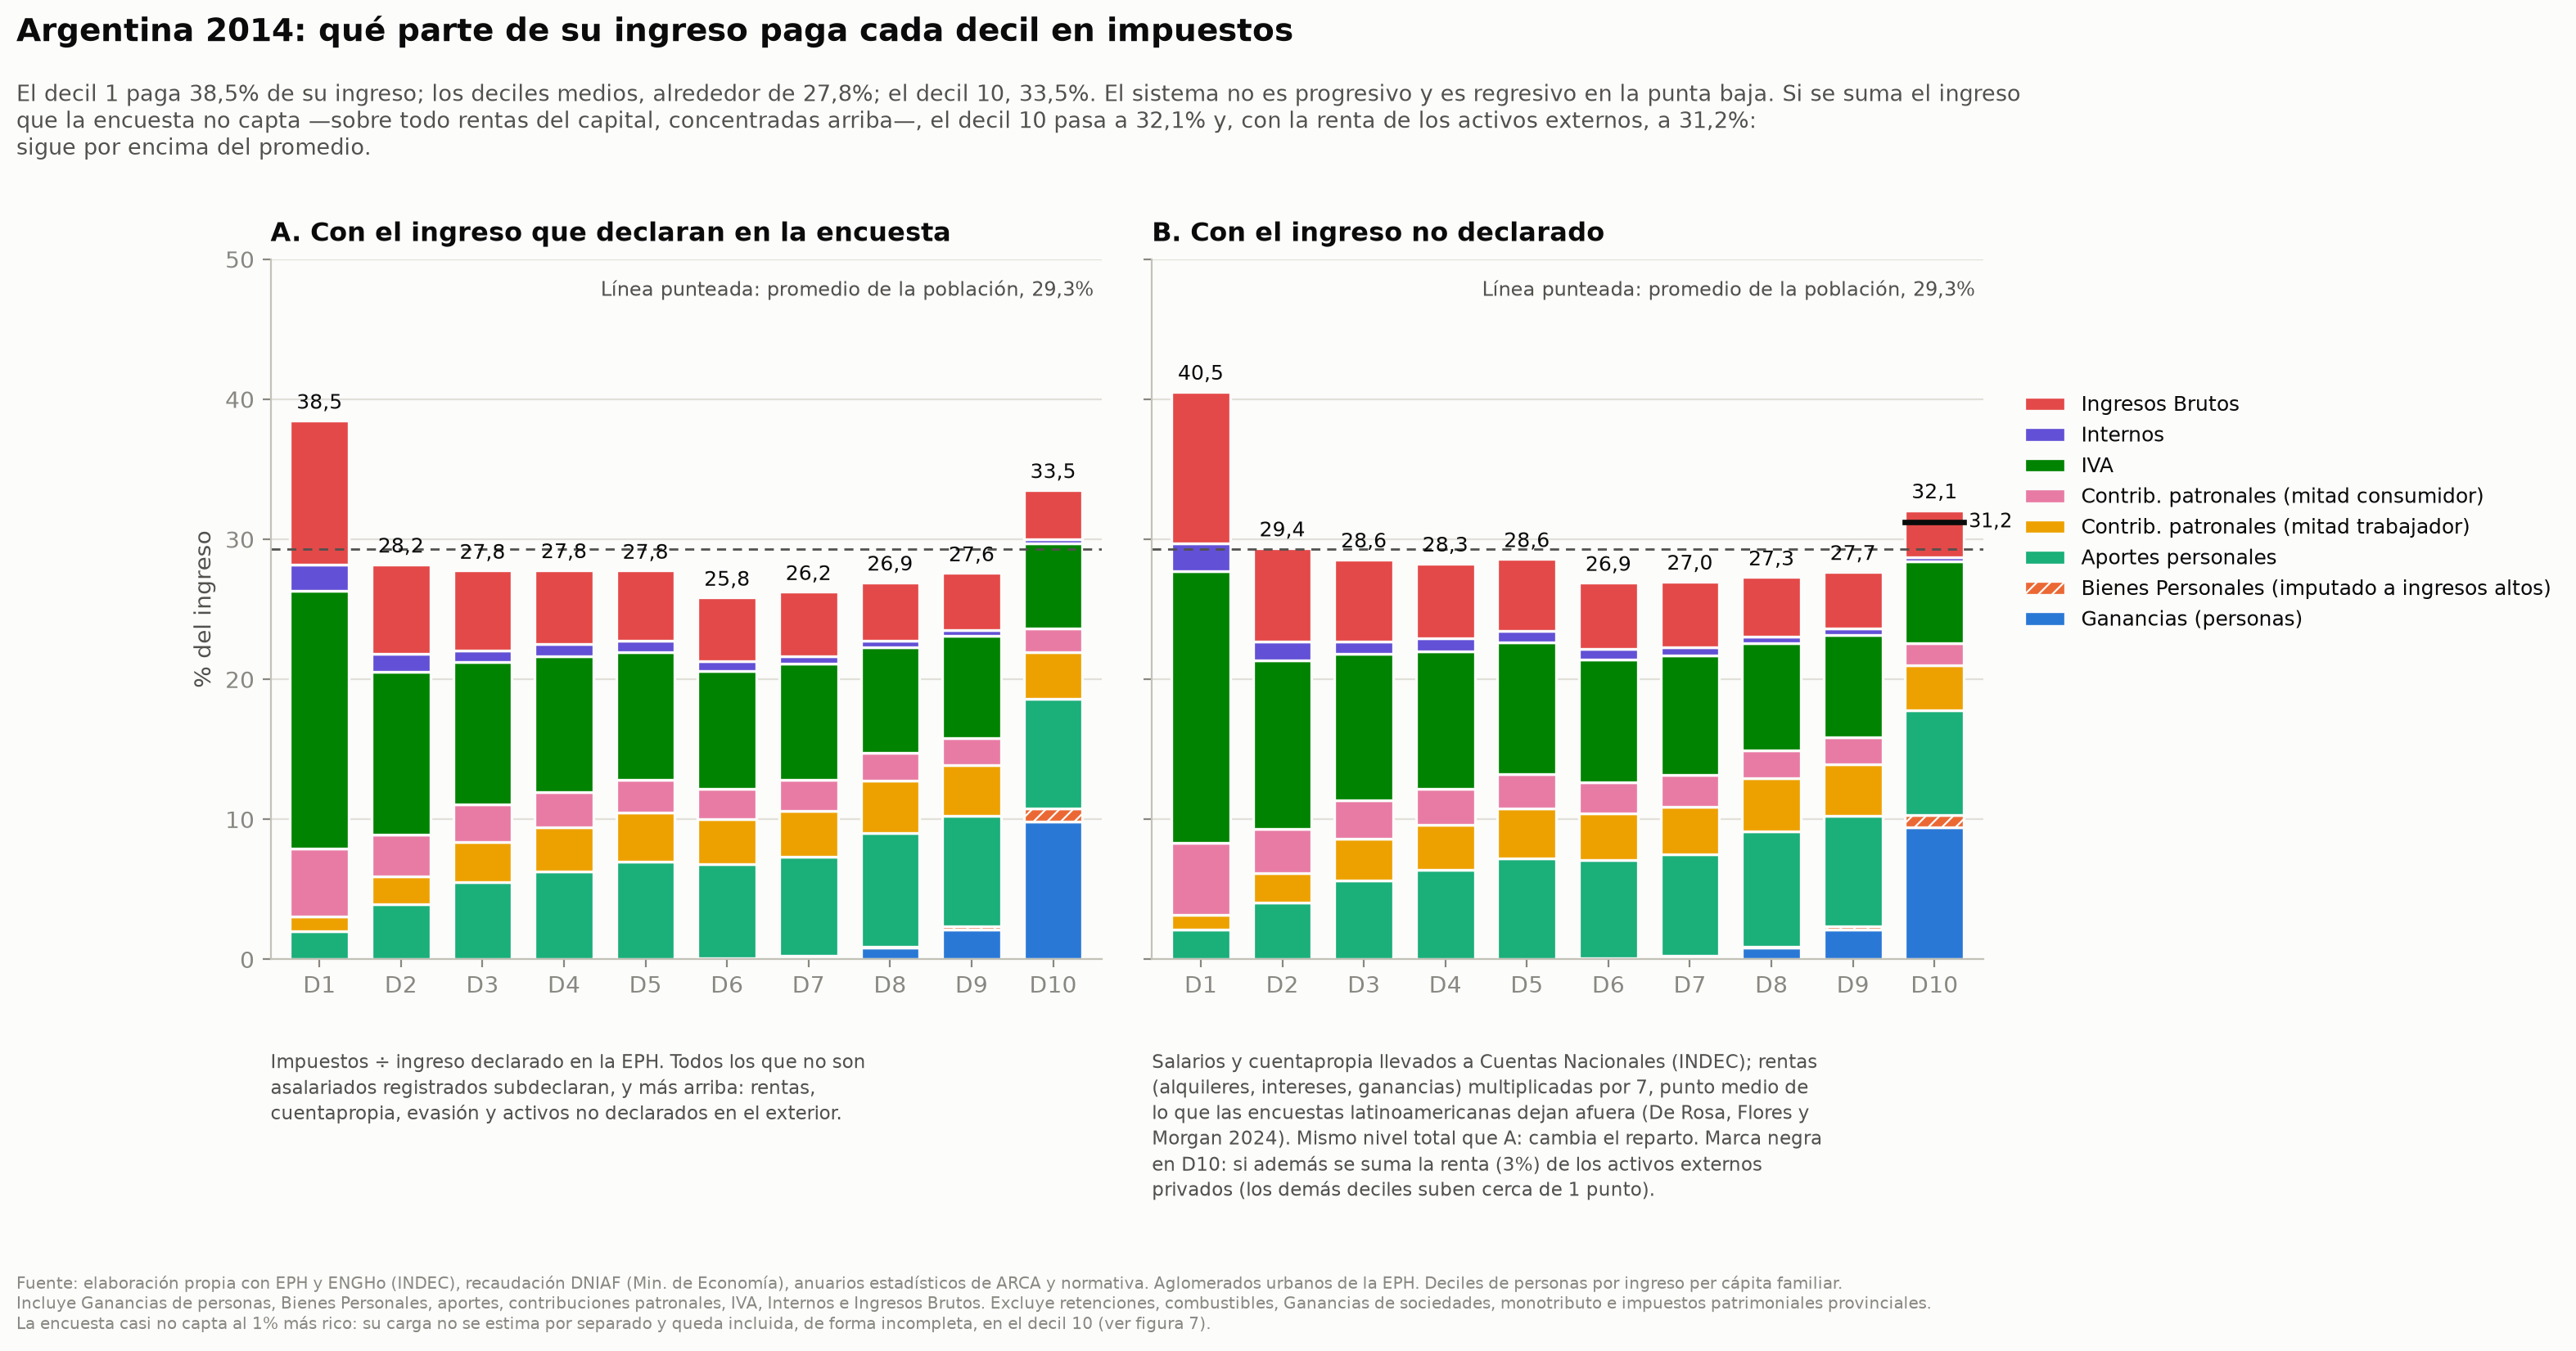 Argentina 2014: qué parte de su ingreso paga cada decil en impuestos
El decil 1 paga 38,5% de su ingreso; los deciles medios, alrededor de 27,8%; el decil 10, 33,5%. El sistema no es progresivo y es regresivo en la punta baja. Si se suma el ingreso
que la encuesta no capta —sobre todo rentas del capital, concentradas arriba—, el decil 10 pasa a 32,1% y, con la renta de los activos externos, a 31,2%:
sigue por encima del promedio.
A. Con el ingreso que declaran en la encuesta
Línea punteada: promedio de la población, 29,3%
% del ingreso
50
40
30
20
10
0
38,5
28,2
27,8
27,8
27,8
25,8
26,2
26,9
27,6
33,5
D1
D2
D3
D4
D5
D6
D7
D8
D9
D10
Impuestos ÷ ingreso declarado en la EPH. Todos los que no son
asalariados registrados subdeclaran, y más arriba: rentas,
cuentapropia, evasión y activos no declarados en el exterior.
B. Con el ingreso no declarado
Línea punteada: promedio de la población, 29,3%
40,5
29,4
28,6
28,3
28,6
26,9
27,0
27,3
27,7
32,1
31,2
D1
D2
D3
D4
D5
D6
D7
D8
D9
D10
Salarios y cuentapropia llevados a Cuentas Nacionales (INDEC); rentas
(alquileres, intereses, ganancias) multiplicadas por 7, punto medio de
lo que las encuestas latinoamericanas dejan afuera (De Rosa, Flores y
Morgan 2024). Mismo nivel total que A: cambia el reparto. Marca negra
en D10: si además se suma la renta (3%) de los activos externos
privados (los demás deciles suben cerca de 1 punto).
Ingresos Brutos
Internos
IVA
Contrib. patronales (mitad consumidor)
Contrib. patronales (mitad trabajador)
Aportes personales
Bienes Personales (imputado a ingresos altos)
Ganancias (personas)
Fuente: elaboración propia con EPH y ENGHo (INDEC), recaudación DNIAF (Min. de Economía), anuarios estadísticos de ARCA y normativa. Aglomerados urbanos de la EPH. Deciles de personas por ingreso per cápita familiar.
Incluye Ganancias de personas, Bienes Personales, aportes, contribuciones patronales, IVA, Internos e Ingresos Brutos. Excluye retenciones, combustibles, Ganancias de sociedades, monotributo e impuestos patrimoniales provinciales.
La encuesta casi no capta al 1% más rico: su carga no se estima por separado y queda incluida, de forma incompleta, en el decil 10 (ver figura 7).